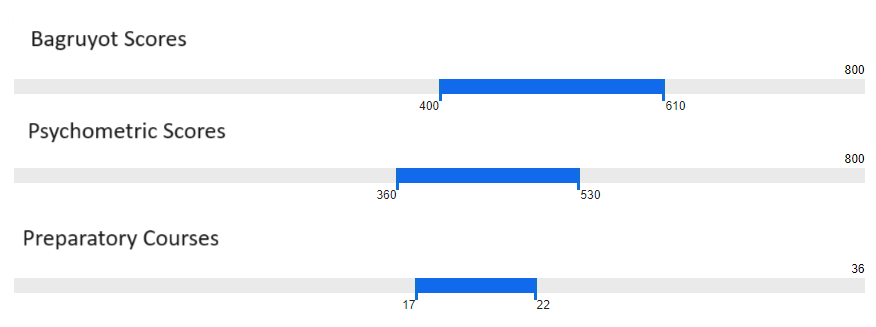 Bagruyot Scores
800
400 610
Psychometric Scores
800
360 530
Preparatory Courses
36
17 22